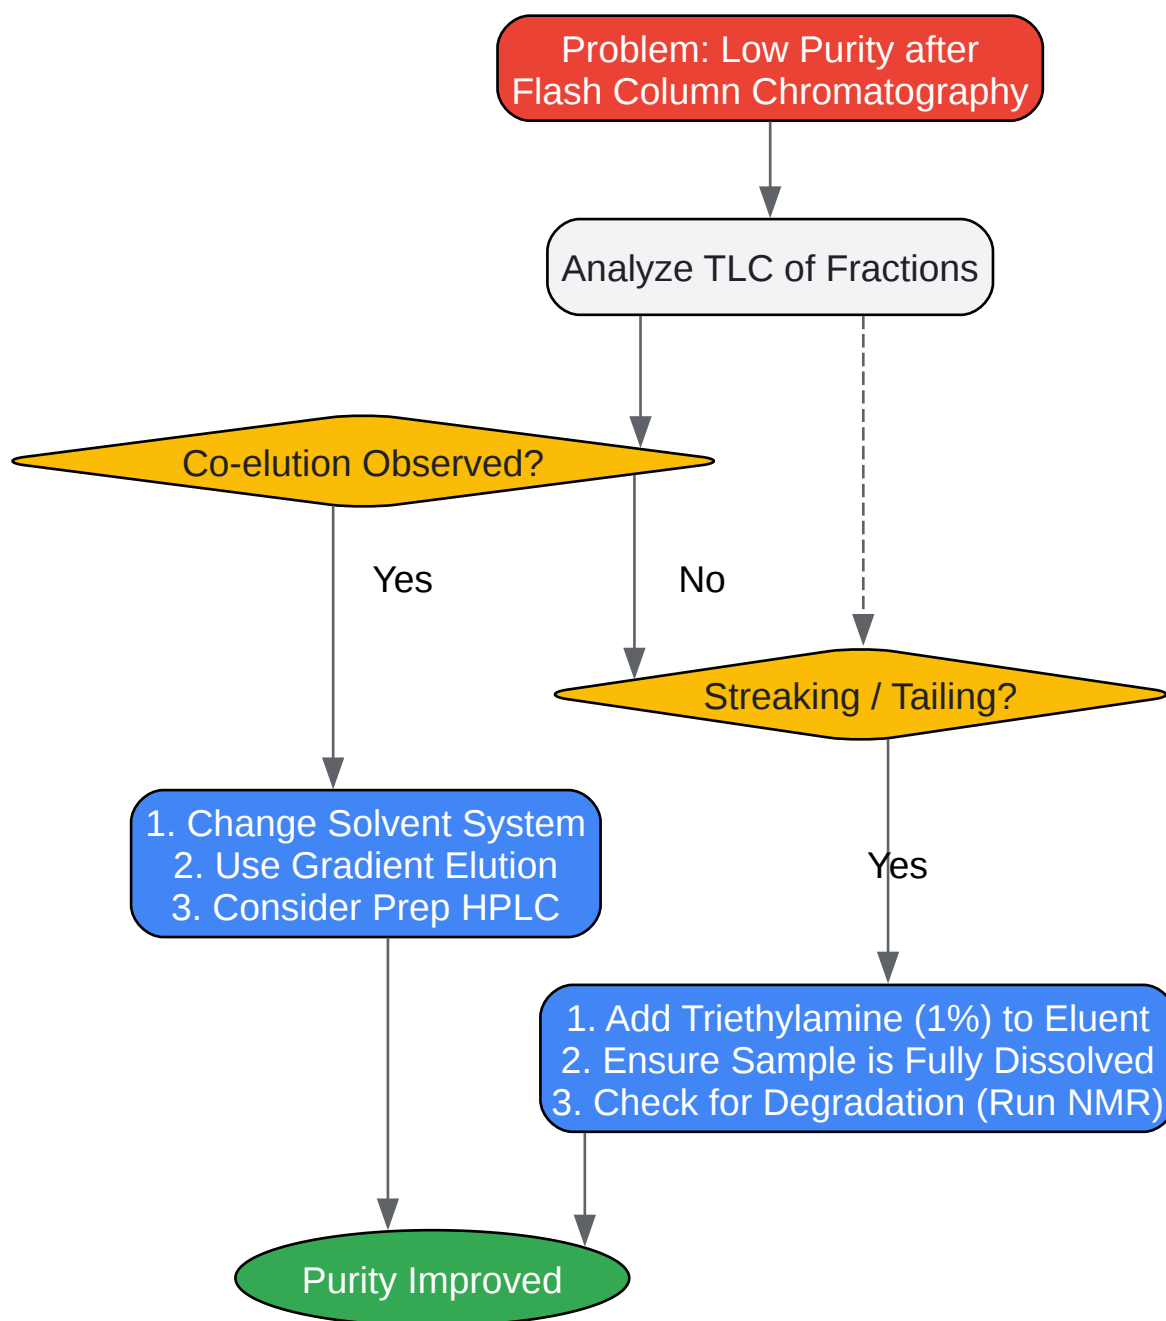 Problem: Low Purity after
Flash Column Chromatography
Analyze TLC of Fractions
Co-elution Observed?
Yes
No
Streaking / Tailing?
1. Change Solvent System
2. Use Gradient Elution
3. Consider Prep HPLC
Yes
1. Add Triethylamine (1%) to Eluent
2. Ensure Sample is Fully Dissolved
3. Check for Degradation (Run NMR)
Purity Improved